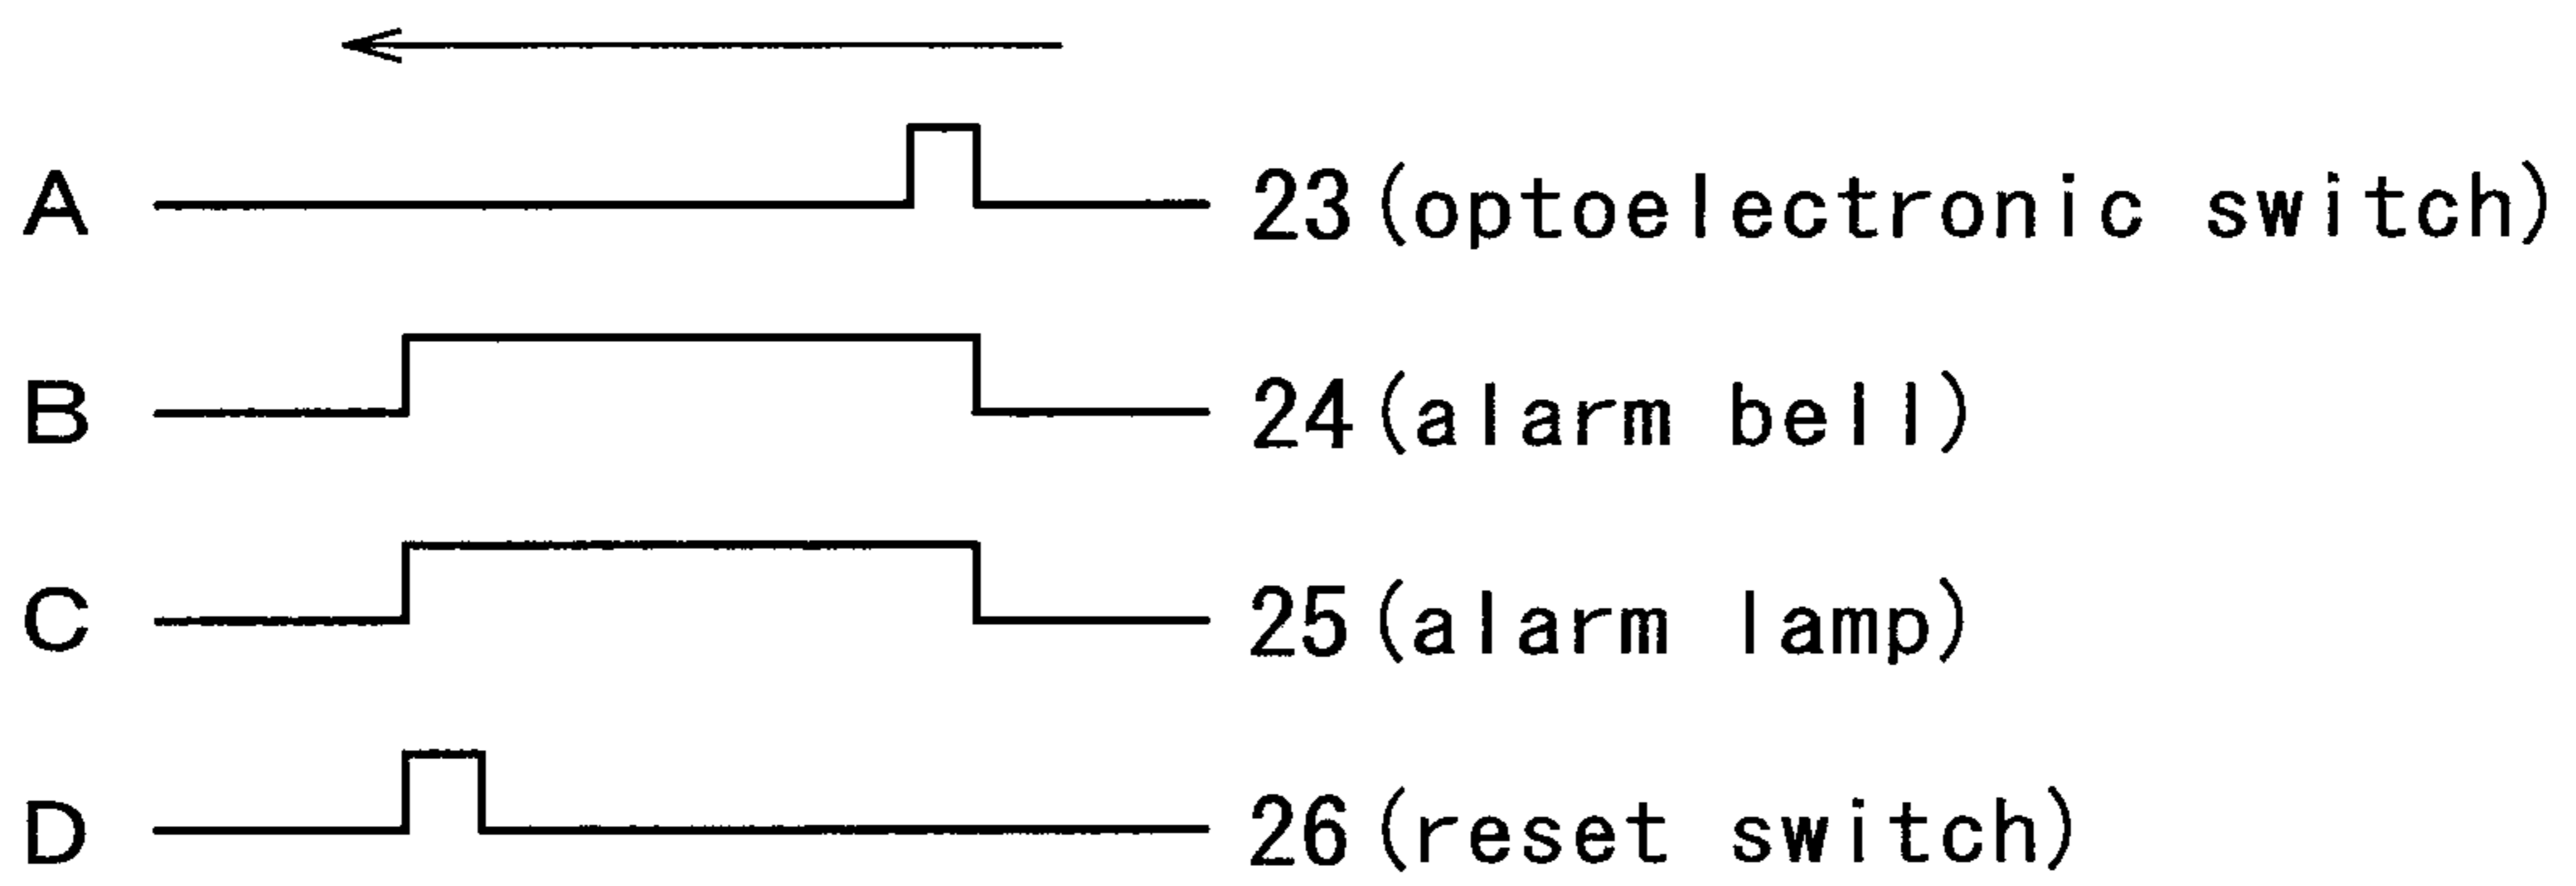 A 23(optoelectronic switch)
B 24(alarm bell)
C 25(alarm lamp)
D 26(reset switch)